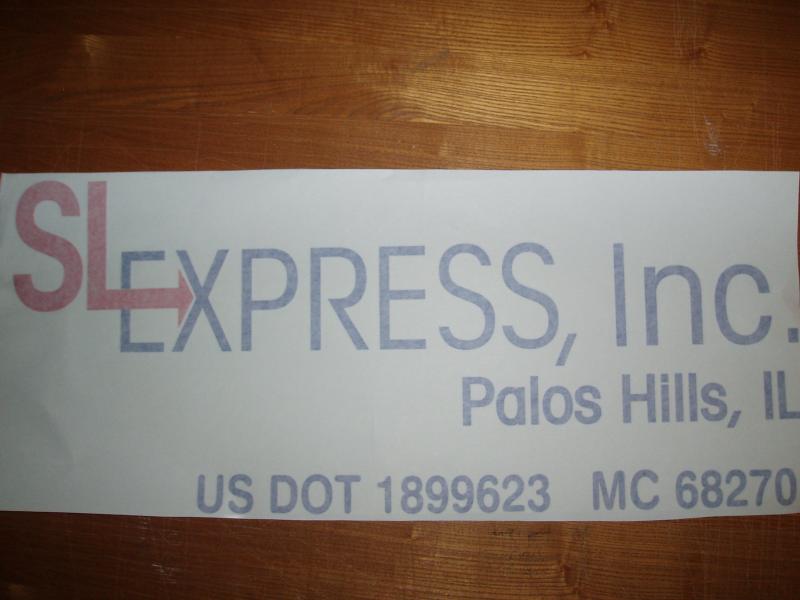 SL EXPRESS, Inc.
Palos Hills, IL
US DOT 1899623 MC 68270